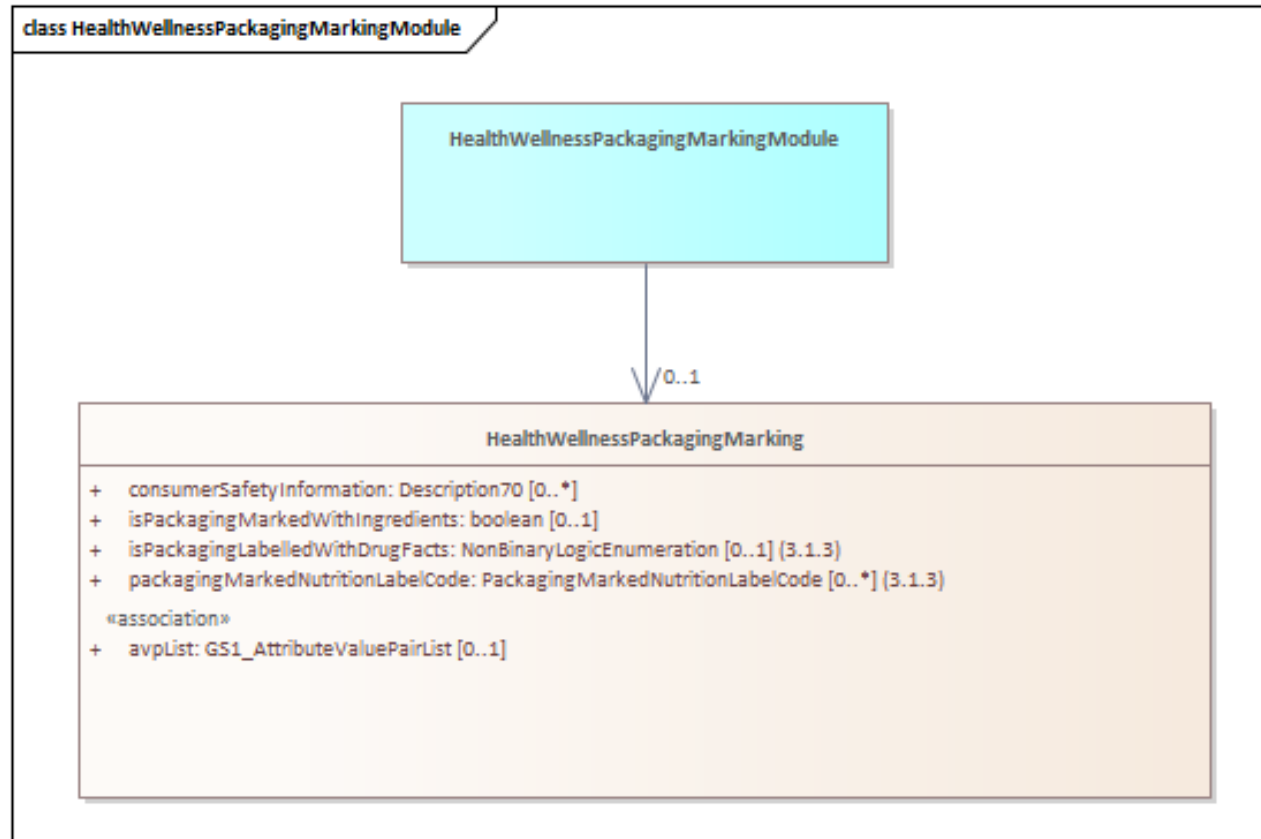 class HealthWellnessPackagingMarkingModule
HealthWellnessPackagingMarkingModule
0..1
HealthWellnessPackagingMarking
+ consumerSafetyInformation: Description70 [0..*]
+ isPackagingMarkedWithIngredients: boolean [0..1]
+ isPackagingLabelledWithDrugFacts: NonBinaryLogicEnumeration [0..1] (3.1.3)
+ packagingMarkedNutritionLabelCode: PackagingMarkedNutritionLabelCode [0..*] (3.1.3)
«association»
+ avpList: GS1_AttributeValuePairList [0..1]